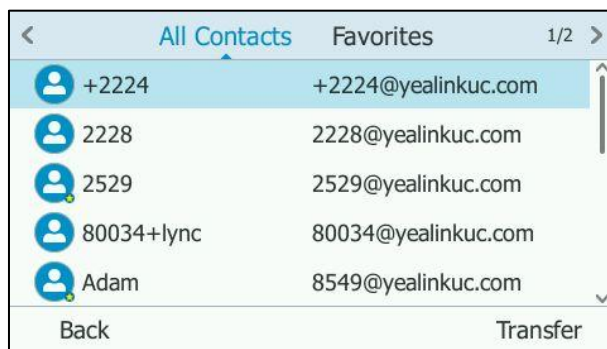 < All Contacts Favorites 1/2 >
+2224 +2224@yealinkuc.com
2228 2228@yealinkuc.com
2529 2529@yealinkuc.com
80034+lync 80034@yealinkuc.com
Adam 8549@yealinkuc.com
Back Transfer